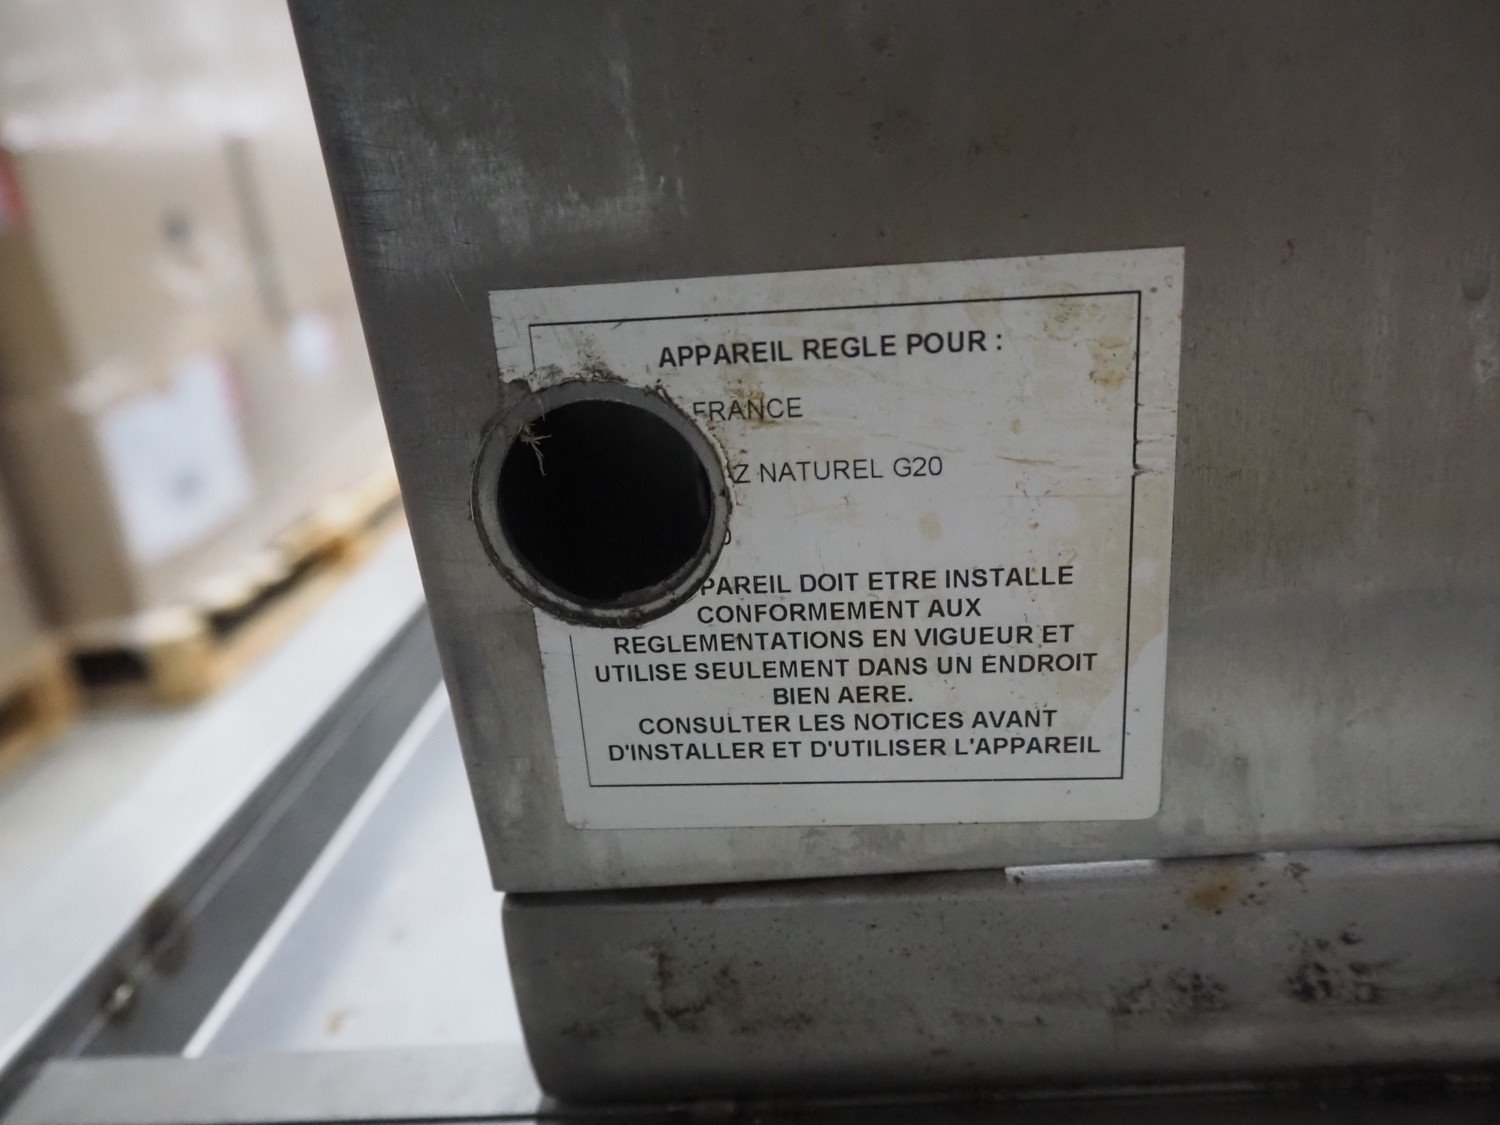 APPAREIL REGLE POUR :
FRANCE
Z NATUREL G20
PAREIL DOIT ETRE INSTALLE
CONFORMEMENT AUX
REGLEMENTATIONS EN VIGUEUR ET
UTILISE SEULEMENT DANS UN ENDROIT
BIEN AERE.
CONSULTER LES NOTICES AVANT
D'INSTALLER ET D'UTILISER L'APPAREIL